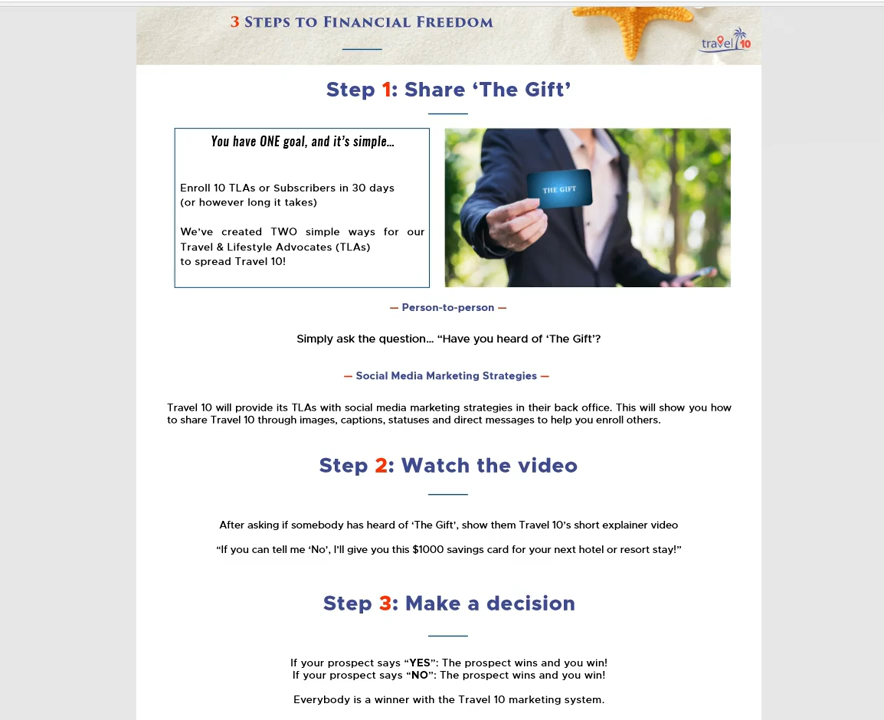 3 Steps to Financial Freedom
travel 10
Step 1: Share ‘The Gift’
You have ONE goal, and it’s simple...
Enroll 10 TLAs or Subscribers in 30 days
(or however long it takes)
We’ve created TWO simple ways for our
Travel & Lifestyle Advocates (TLAs)
to spread Travel 10!
THE GIFT
— Person-to-person —
Simply ask the question... “Have you heard of ‘The Gift’?
— Social Media Marketing Strategies —
Travel 10 will provide its TLAs with social media marketing strategies in their back office. This will show you how
to share Travel 10 through images, captions, statuses and direct messages to help you enroll others.
Step 2: Watch the video
After asking if somebody has heard of ‘The Gift’, show them Travel 10’s short explainer video
“If you can tell me ‘No’, I’ll give you this $1000 savings card for your next hotel or resort stay!”
Step 3: Make a decision
If your prospect says “YES”: The prospect wins and you win!
If your prospect says “NO”: The prospect wins and you win!
Everybody is a winner with the Travel 10 marketing system.